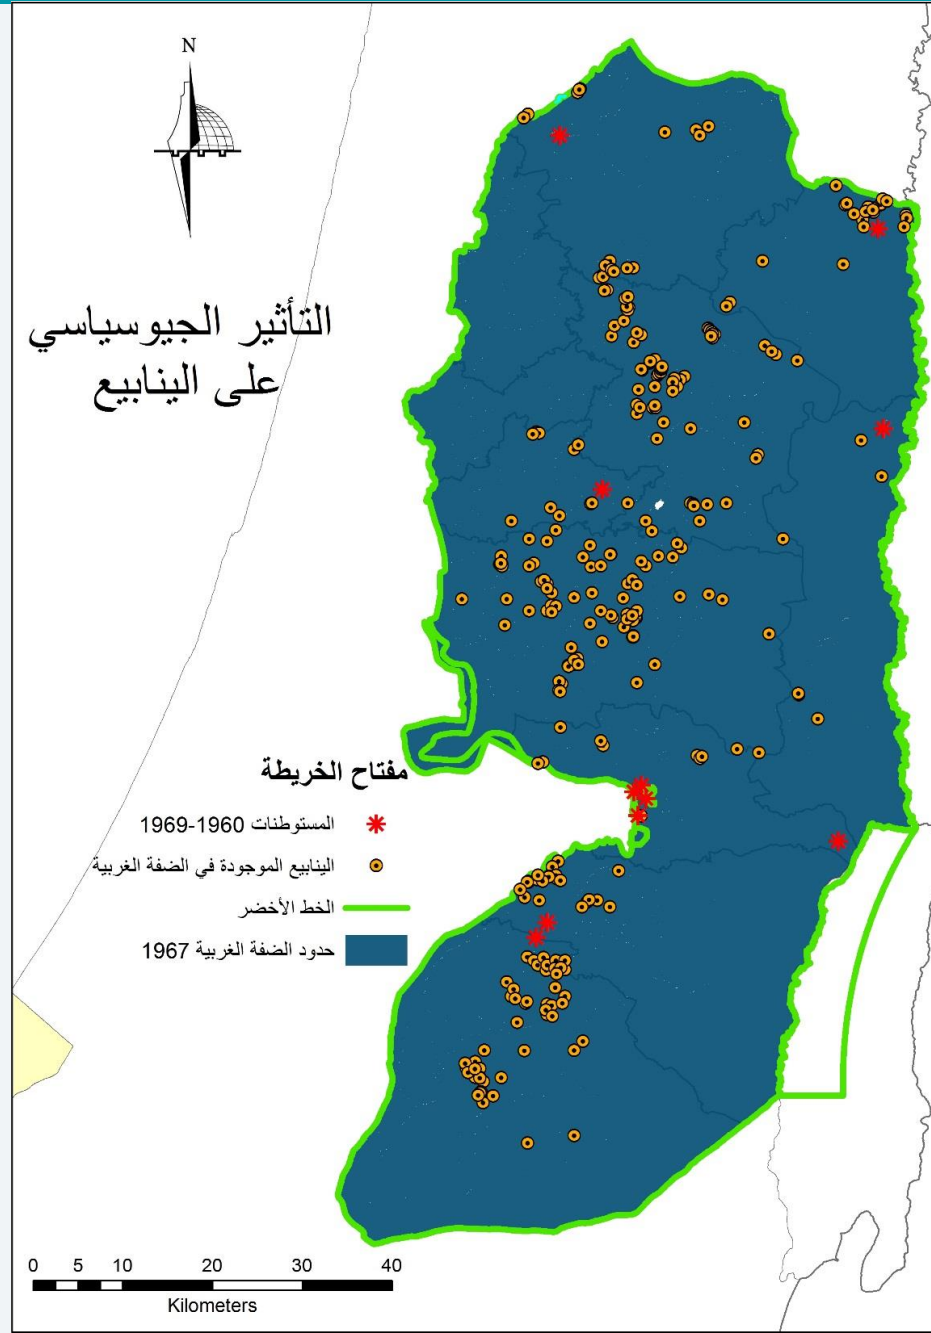 N
التأثير الجيوسياسي
على الينابيع
مفتاح الخريطة
المستوطنات 1960-1969
الينابيع الموجودة في الضفة الغربية
الخط الأخضر
حدود الضفة الغربية 1967
0 5 10 20 30 40
Kilometers